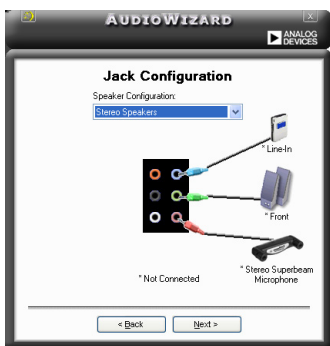 AUDIOWIZARD
ANALOG
DEVICES
Jack Configuration
Speaker Configuration:
Stereo Speakers
* Line-In
* Front
* Stereo Superbeam
Microphone
* Not Connected
< Back
Next >